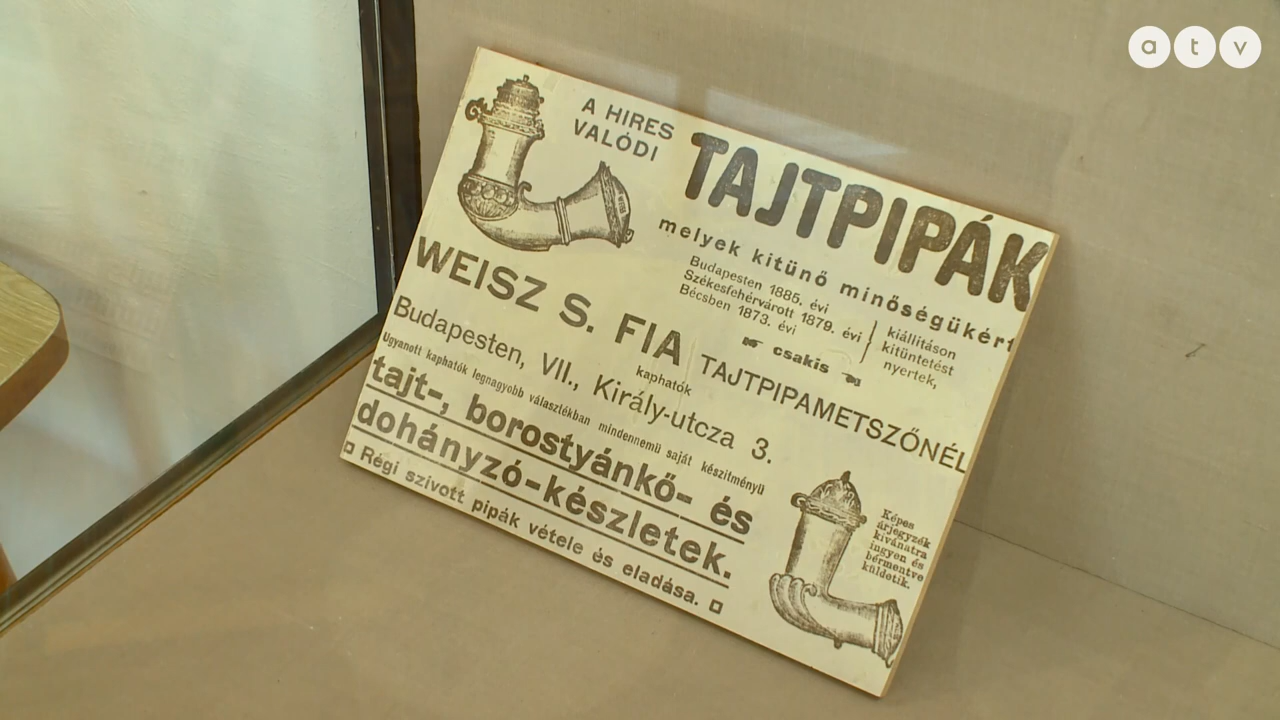 atv
A HIRES
VALÓDI
TAJTPIPÁK
melyek kitünő minőségükért
Budapesten 1885. évi
Székesfehérvárott 1879. évi
Bécsben 1873. évi
kiállitáson
kitüntetést
nyertek,
☛ csakis ☚
WEISZ S. FIA TAJTPIPAMETSZŐNÉL
kaphatók
Budapesten, VII., Király-utcza 3.
Ugyanott kaphatók legnagyobb választékban mindennemü saját készitményü
tajt-, borostyánkő- és
dohányzó-készletek.
Régi szivott pipák vétele és eladása.
Képes
árjegyzék
kivánatra
ingyen és
bérmentve
küldetik.